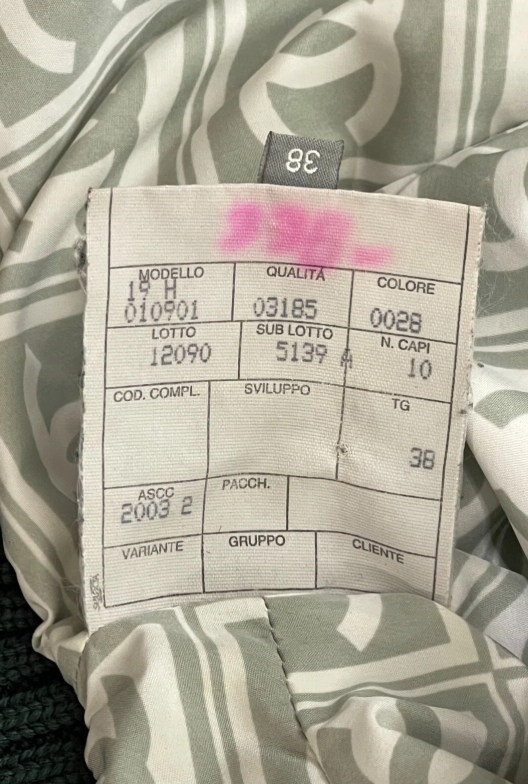 38
MODELLO QUALITÀ COLORE
19 H
010901 03185 0028
LOTTO SUB LOTTO N. CAPI
12090 5139 A 10
COD. COMPL. SVILUPPO TG
38
ASCC PACCH.
2003 2
VARIANTE GRUPPO CLIENTE